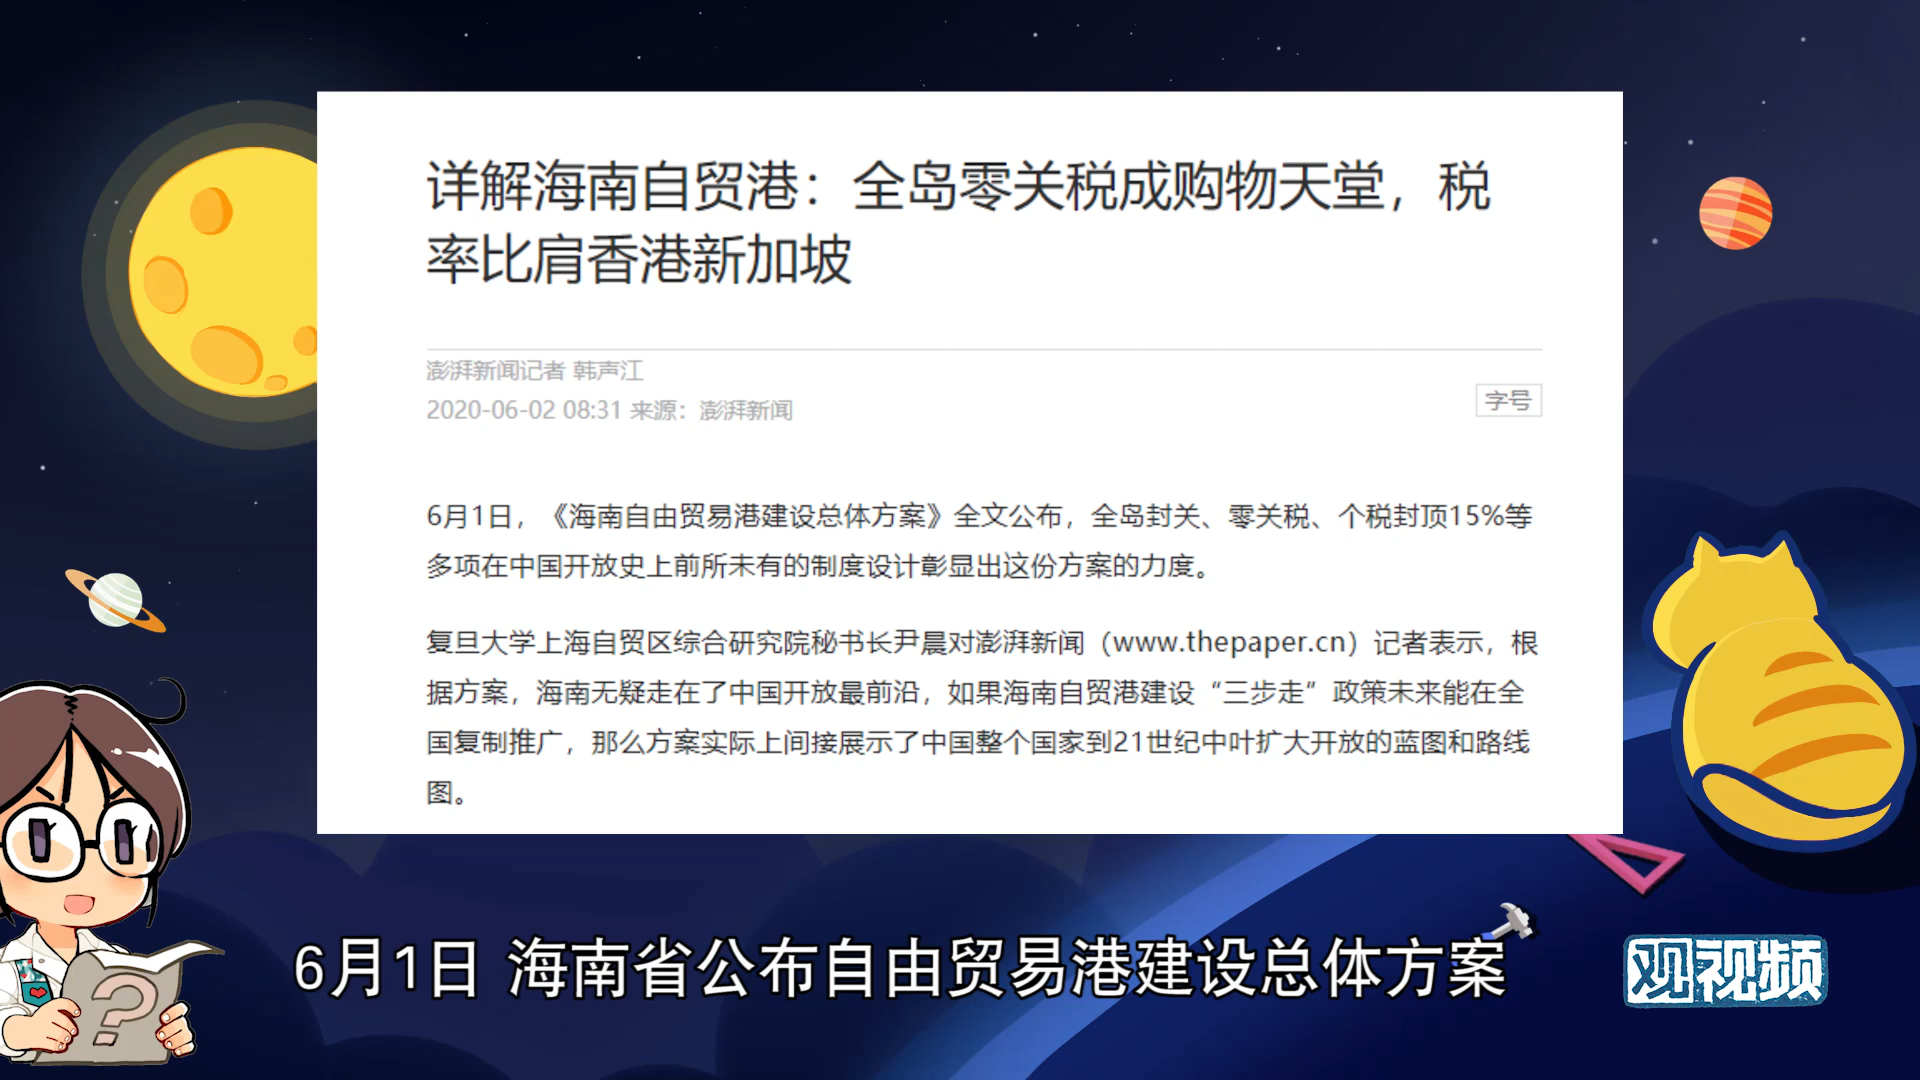 详解海南自贸港：全岛零关税成购物天堂，税
率比肩香港新加坡
澎湃新闻记者 韩声江
2020-06-02 08:31 来源：澎湃新闻
字号
6月1日，《海南自由贸易港建设总体方案》全文公布，全岛封关、零关税、个税封顶15%等
多项在中国开放史上前所未有的制度设计彰显出这份方案的力度。
复旦大学上海自贸区综合研究院秘书长尹晨对澎湃新闻（www.thepaper.cn）记者表示，根
据方案，海南无疑走在了中国开放最前沿，如果海南自贸港建设“三步走”政策未来能在全
国复制推广，那么方案实际上间接展示了中国整个国家到21世纪中叶扩大开放的蓝图和路线
图。
?
6月1日 海南省公布自由贸易港建设总体方案
观视频